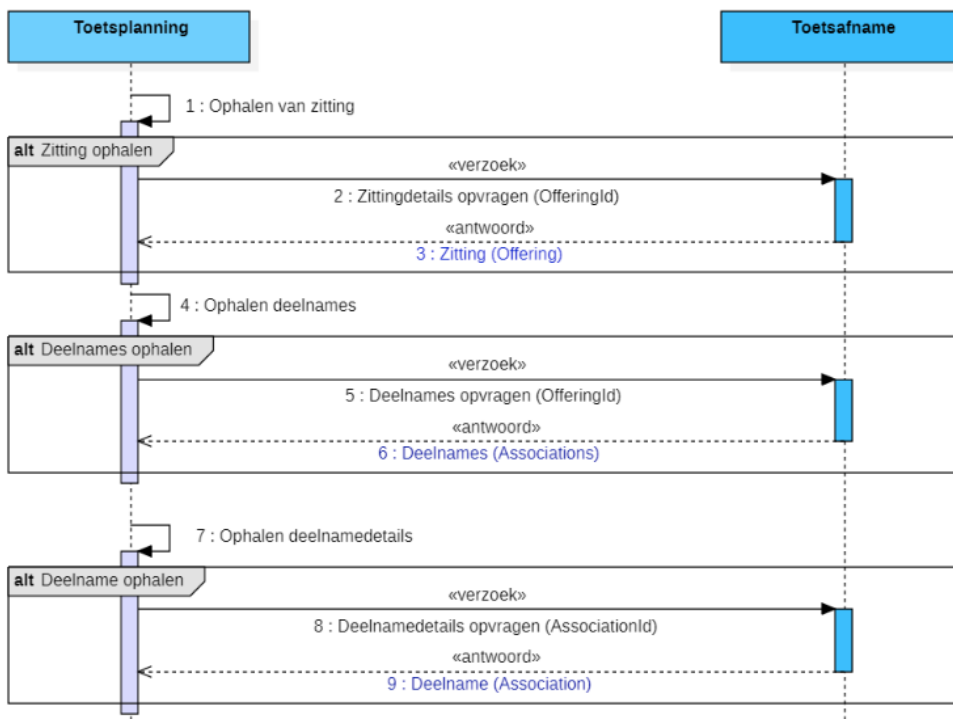 Toetsplanning
Toetsafname
1 : Ophalen van zitting
alt Zitting ophalen
«verzoek»
2 : Zittingdetails opvragen (OfferingId)
«antwoord»
3 : Zitting (Offering)
4 : Ophalen deelnames
alt Deelnames ophalen
«verzoek»
5 : Deelnames opvragen (OfferingId)
«antwoord»
6 : Deelnames (Associations)
7 : Ophalen deelnamedetails
alt Deelname ophalen
«verzoek»
8 : Deelnamedetails opvragen (AssociationId)
«antwoord»
9 : Deelname (Association)